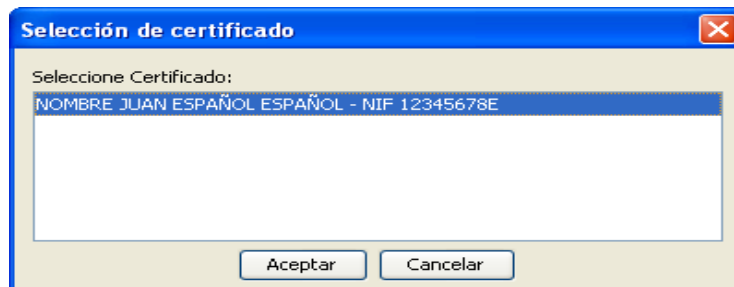 Selección de certificado
Seleccione Certificado:
NOMBRE JUAN ESPAÑOL ESPAÑOL - NIF 12345678E
Aceptar Cancelar